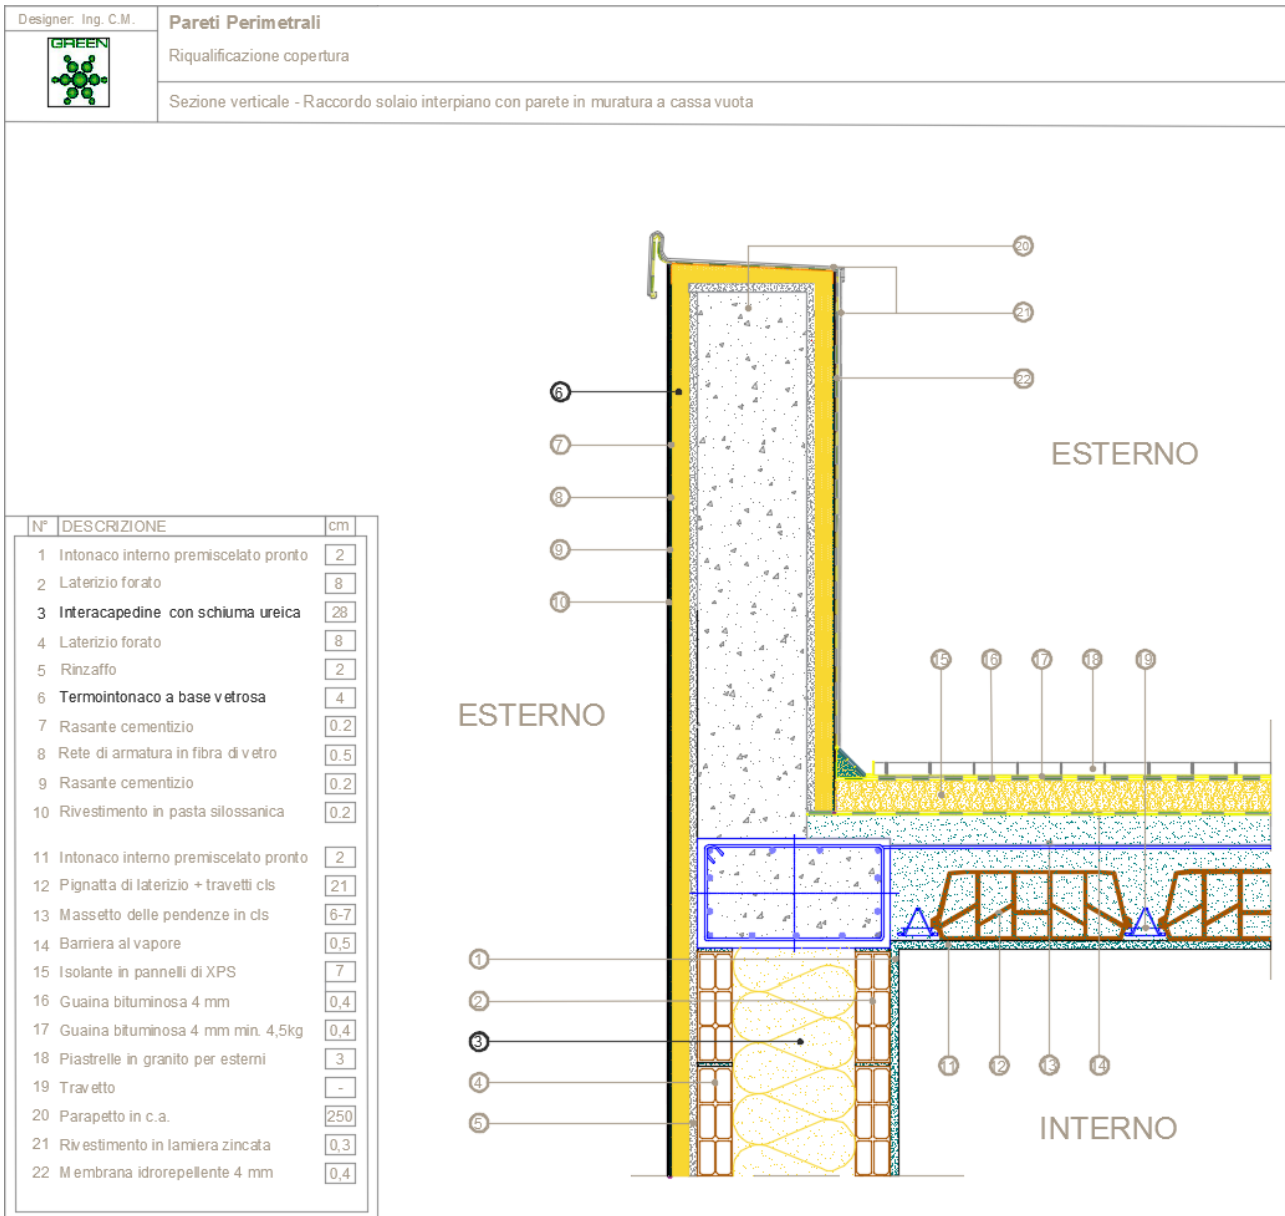 Designer: Ing. C.M.
GREEN
Pareti Perimetrali
Riqualificazione copertura
Sezione verticale - Raccordo solaio interpiano con parete in muratura a cassa vuota
20
21
22
6
7
8
9
10
ESTERNO
ESTERNO
15 16 17 18 19
1
2
3
4
5
11 12 13 14
INTERNO
N° DESCRIZIONE cm
1 Intonaco interno premiscelato pronto 2
2 Laterizio forato 8
3 Interacapedine con schiuma ureica 28
4 Laterizio forato 8
5 Rinzaffo 2
6 Termointonaco a base vetrosa 4
7 Rasante cementizio 0.2
8 Rete di armatura in fibra di vetro 0.5
9 Rasante cementizio 0.2
10 Rivestimento in pasta silossanica 0.2
11 Intonaco interno premiscelato pronto 2
12 Pignatta di laterizio + travetti cls 21
13 Massetto delle pendenze in cls 6-7
14 Barriera al vapore 0,5
15 Isolante in pannelli di XPS 7
16 Guaina bituminosa 4 mm 0,4
17 Guaina bituminosa 4 mm min. 4,5kg 0,4
18 Piastrelle in granito per esterni 3
19 Travetto -
20 Parapetto in c.a. 250
21 Rivestimento in lamiera zincata 0,3
22 Membrana idrorepellente 4 mm 0,4